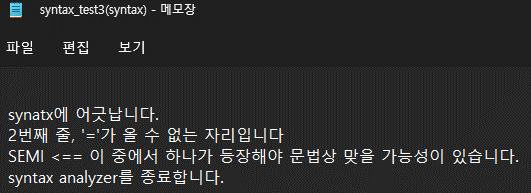 syntax_test3(syntax) - 메모장
파일 편집 보기
synatx에 어긋납니다.
2번째 줄, '='가 올 수 없는 자리입니다
SEMI <== 이 중에서 하나가 등장해야 문법상 맞을 가능성이 있습니다.
syntax analyzer를 종료합니다.